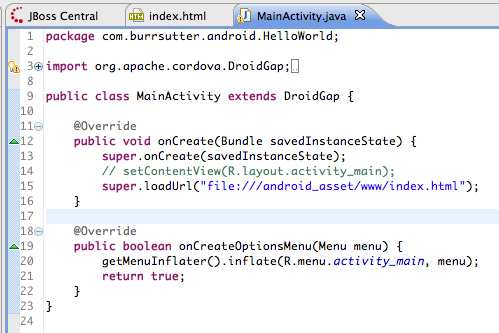 JBoss Central
index.html
MainActivity.java
1 package com.burrsutter.android.HelloWorld;
2
3 import org.apache.cordova.DroidGap;
8
9 public class MainActivity extends DroidGap {
10
11     @Override
12     public void onCreate(Bundle savedInstanceState) {
13         super.onCreate(savedInstanceState);
14         // setContentView(R.layout.activity_main);
15         super.loadUrl("file:///android_asset/www/index.html");
16     }
17
18     @Override
19     public boolean onCreateOptionsMenu(Menu menu) {
20         getMenuInflater().inflate(R.menu.activity_main, menu);
21         return true;
22     }
23 }
24